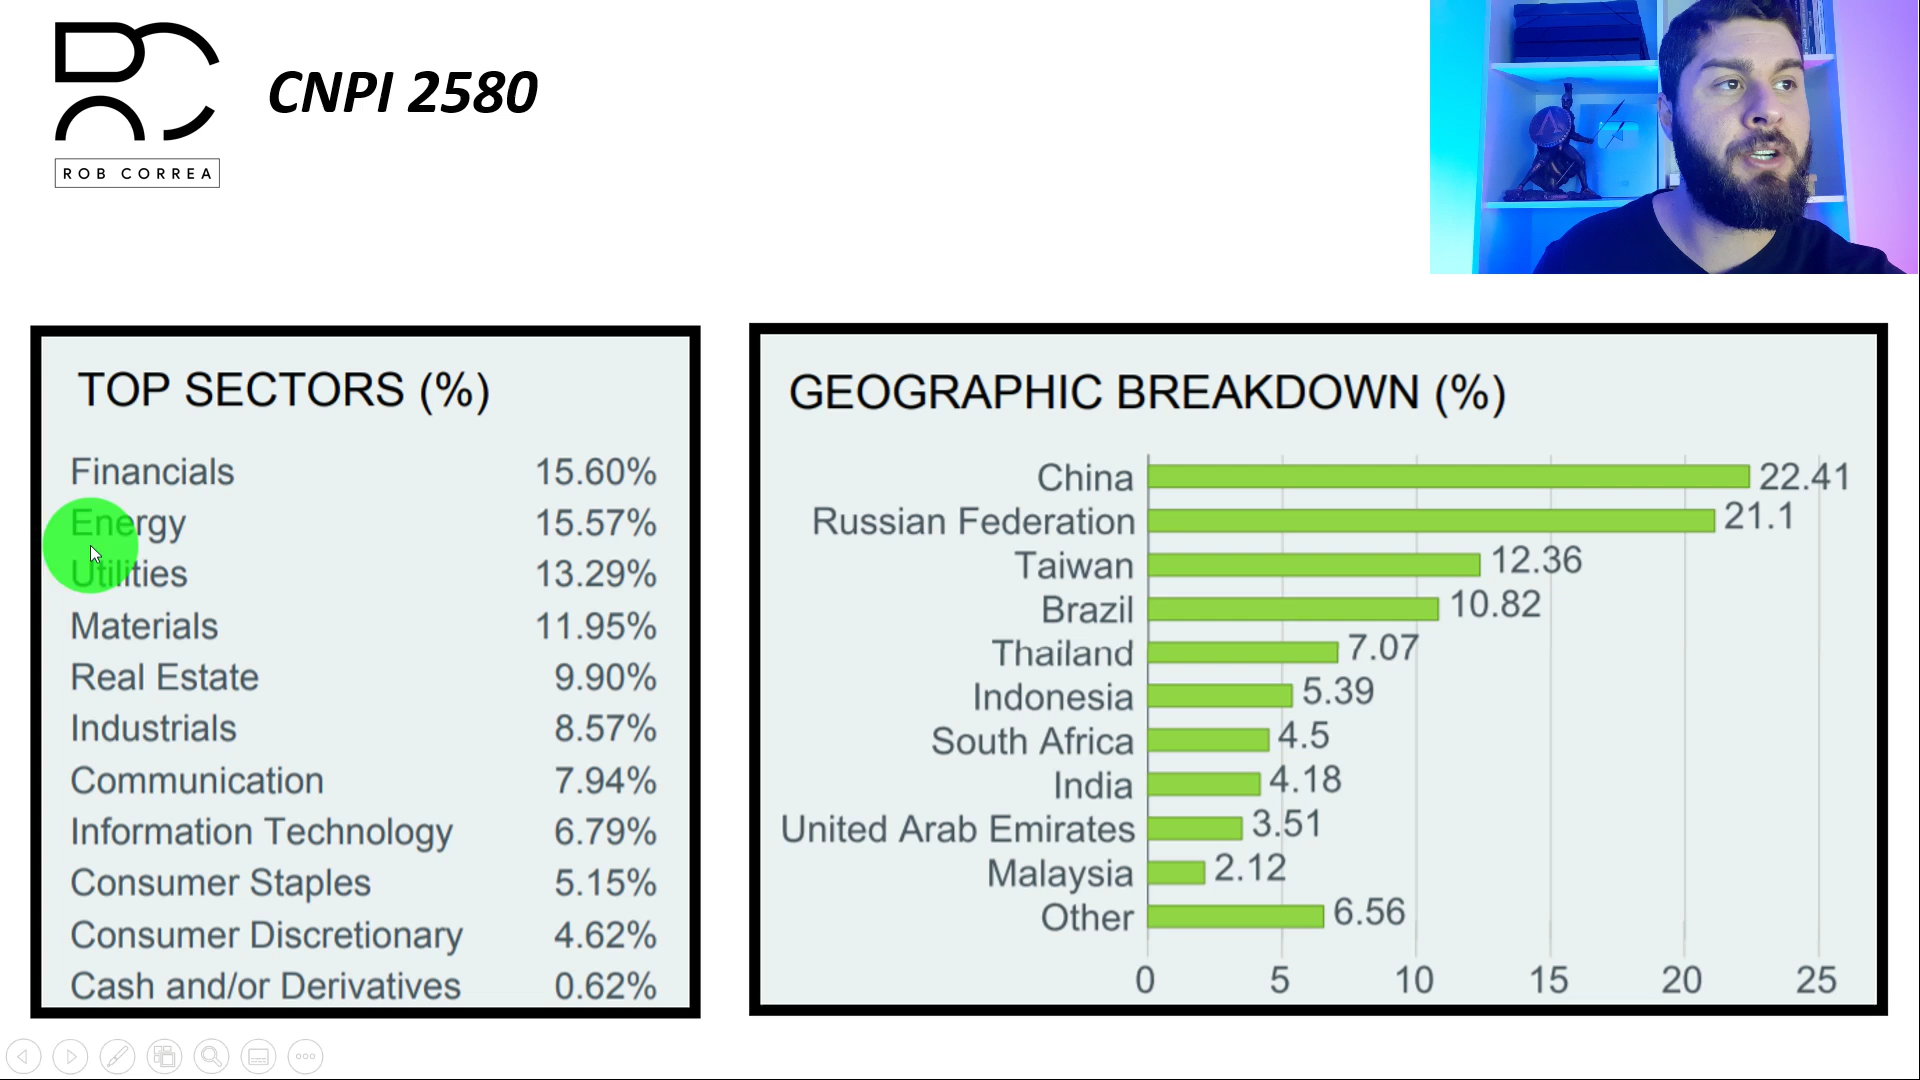 ROB CORREA
CNPI 2580
TOP SECTORS (%)
Financials 15.60%
Energy 15.57%
Utilities 13.29%
Materials 11.95%
Real Estate 9.90%
Industrials 8.57%
Communication 7.94%
Information Technology 6.79%
Consumer Staples 5.15%
Consumer Discretionary 4.62%
Cash and/or Derivatives 0.62%
GEOGRAPHIC BREAKDOWN (%)
China 22.41
Russian Federation 21.1
Taiwan 12.36
Brazil 10.82
Thailand 7.07
Indonesia 5.39
South Africa 4.5
India 4.18
United Arab Emirates 3.51
Malaysia 2.12
Other 6.56
0 5 10 15 20 25